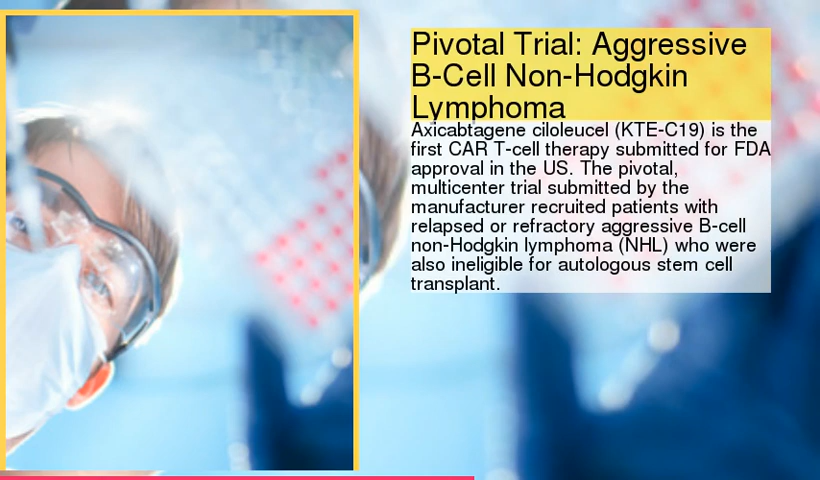 Pivotal Trial: Aggressive
B-Cell Non-Hodgkin
Lymphoma
Axicabtagene ciloleucel (KTE-C19) is the
first CAR T-cell therapy submitted for FDA
approval in the US. The pivotal,
multicenter trial submitted by the
manufacturer recruited patients with
relapsed or refractory aggressive B-cell
non-Hodgkin lymphoma (NHL) who were
also ineligible for autologous stem cell
transplant.